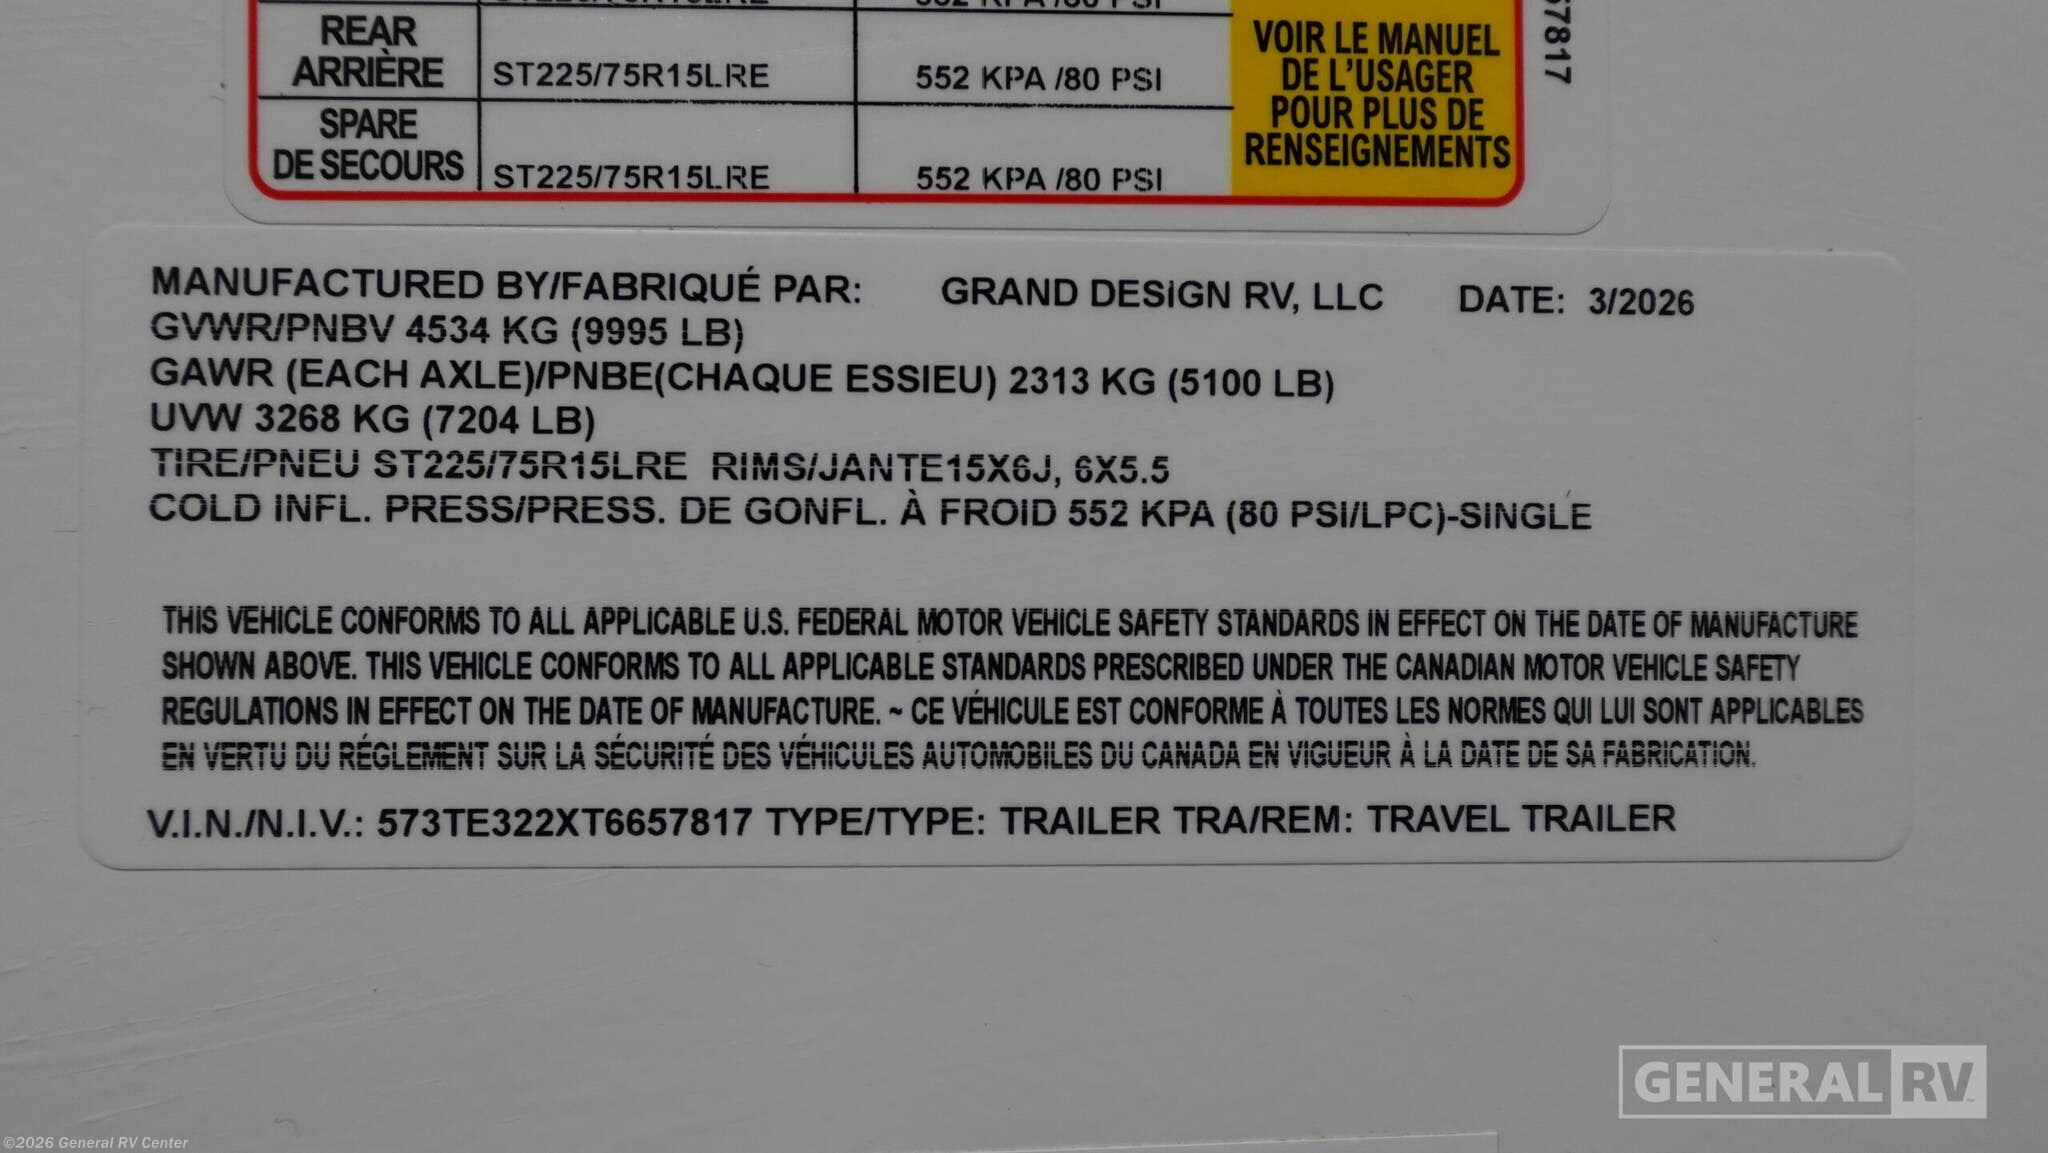 REAR
ARRIÈRE
ST225/75R15LRE
552 KPA /80 PSI
SPARE
DE SECOURS
ST225/75R15LRE
552 KPA /80 PSI
VOIR LE MANUEL
DE L'USAGER
POUR PLUS DE
RENSEIGNEMENTS
57817
MANUFACTURED BY/FABRIQUÉ PAR: GRAND DESIGN RV, LLC DATE: 3/2026
GVWR/PNBV 4534 KG (9995 LB)
GAWR (EACH AXLE)/PNBE(CHAQUE ESSIEU) 2313 KG (5100 LB)
UVW 3268 KG (7204 LB)
TIRE/PNEU ST225/75R15LRE RIMS/JANTE15X6J, 6X5.5
COLD INFL. PRESS/PRESS. DE GONFL. À FROID 552 KPA (80 PSI/LPC)-SINGLE
THIS VEHICLE CONFORMS TO ALL APPLICABLE U.S. FEDERAL MOTOR VEHICLE SAFETY STANDARDS IN EFFECT ON THE DATE OF MANUFACTURE
SHOWN ABOVE. THIS VEHICLE CONFORMS TO ALL APPLICABLE STANDARDS PRESCRIBED UNDER THE CANADIAN MOTOR VEHICLE SAFETY
REGULATIONS IN EFFECT ON THE DATE OF MANUFACTURE. ~ CE VÉHICULE EST CONFORME À TOUTES LES NORMES QUI LUI SONT APPLICABLES
EN VERTU DU RÉGLEMENT SUR LA SÉCURITÉ DES VÉHICULES AUTOMOBILES DU CANADA EN VIGUEUR À LA DATE DE SA FABRICATION.
V.I.N./N.I.V.: 573TE322XT6657817 TYPE/TYPE: TRAILER TRA/REM: TRAVEL TRAILER
GENERAL RV
©2026 General RV Center